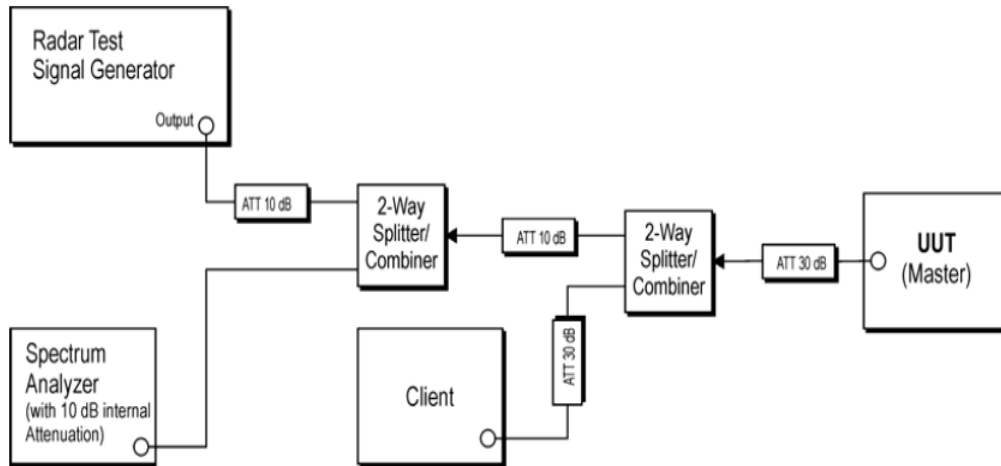 Radar Test
Signal Generator
Output
ATT 10 dB
2-Way
Splitter/
Combiner
ATT 10 dB
2-Way
Splitter/
Combiner
ATT 30 dB
UUT
(Master)
Spectrum
Analyzer
(with 10 dB internal
Attenuation)
Client
ATT 30 dB